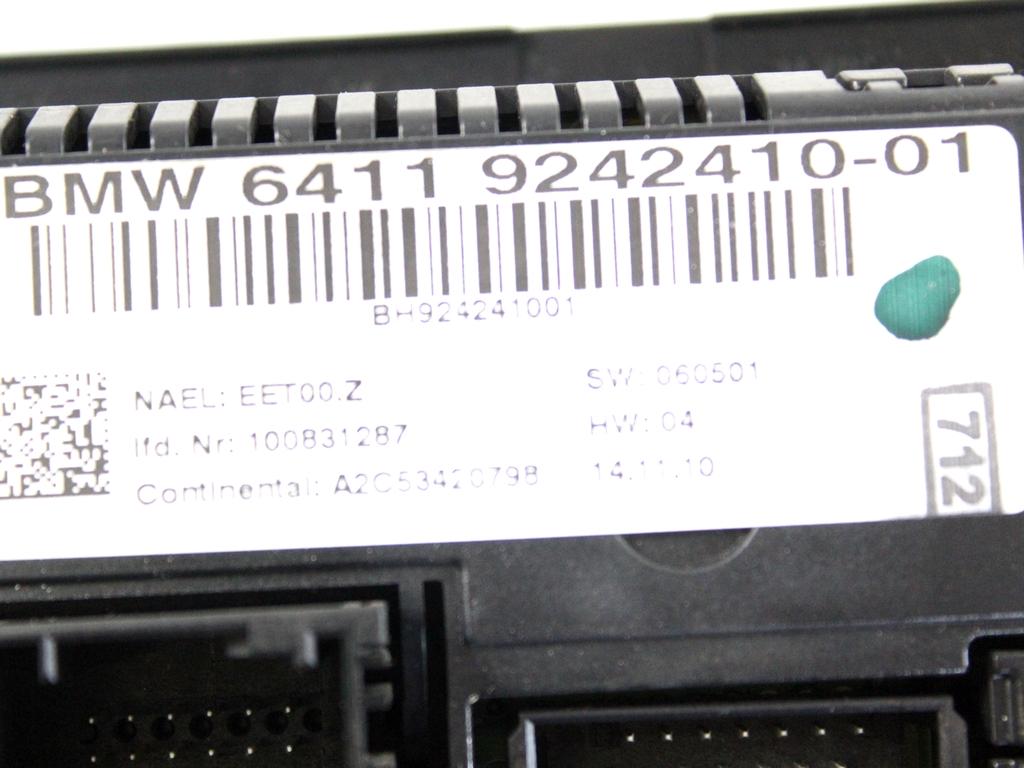 BMW 6411 9242410-01
BH924241001
NAEL: EET00.Z
lfd. Nr: 100831287
Continental: A2C53420798
SW: 060501
HW: 04
14.11.10
712